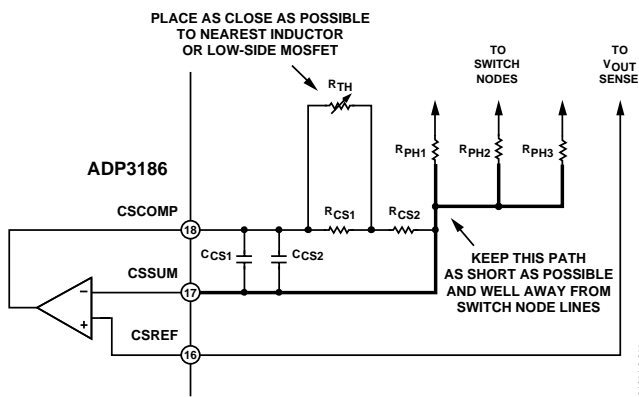 PLACE AS CLOSE AS POSSIBLE
TO NEAREST INDUCTOR
OR LOW-SIDE MOSFET
TO
SWITCH
NODES
TO
VOUT
SENSE
RTH
RPH1
RPH2
RPH3
ADP3186
CSCOMP
18
RCS1
RCS2
CCS1
CCS2
KEEP THIS PATH
AS SHORT AS POSSIBLE
AND WELL AWAY FROM
SWITCH NODE LINES
CSSUM
17
–
+
CSREF
16